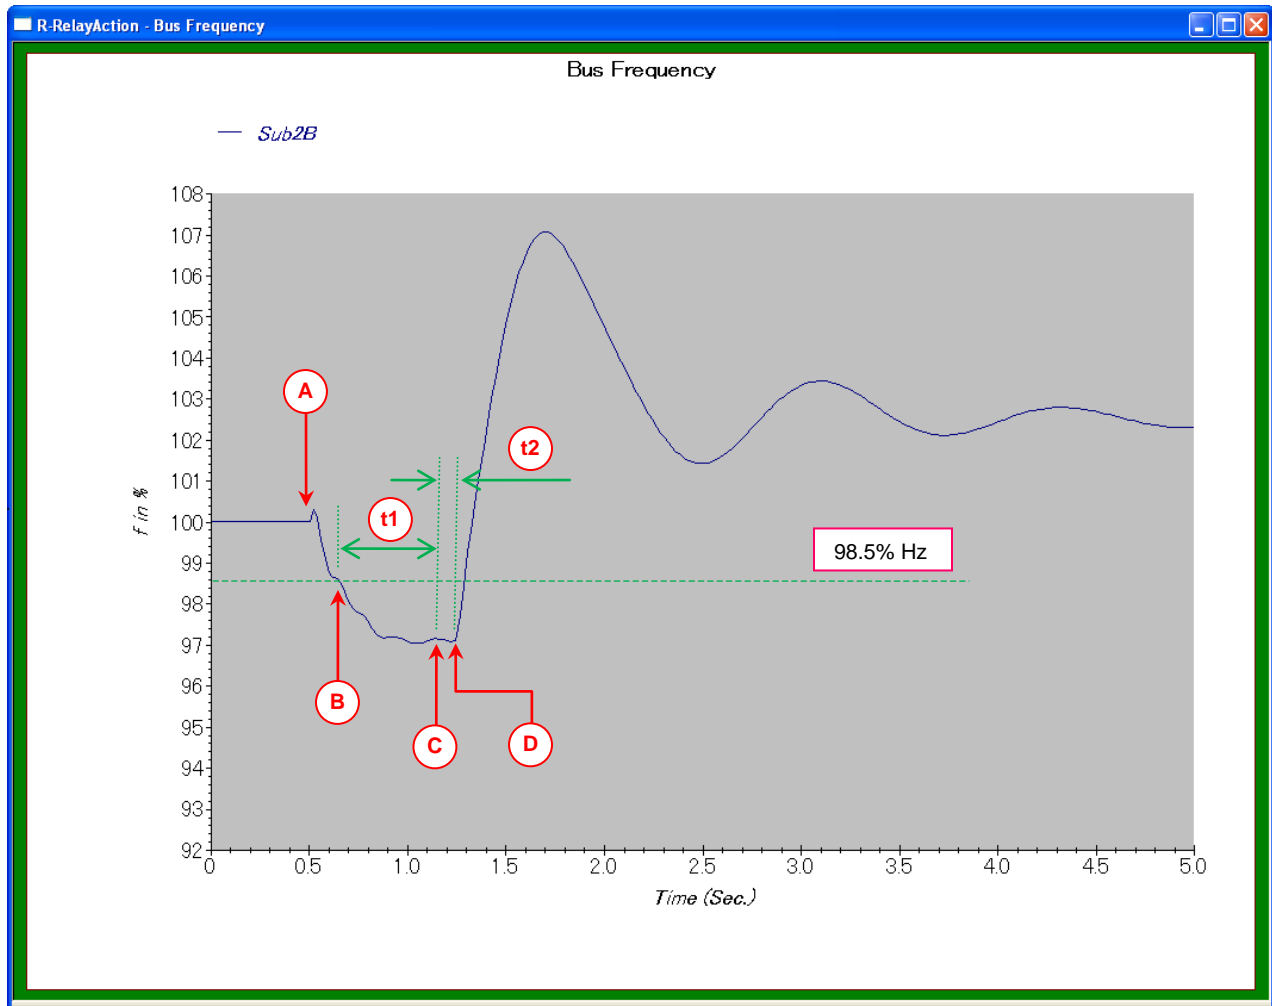 R-RelayAction - Bus Frequency
Bus Frequency
Sub2B
108
107
106
105
104
103
102
101
100
99
98
97
96
95
94
93
92
f in %
A
t2
t1
98.5% Hz
B
C
D
0 0.5 1.0 1.5 2.0 2.5 3.0 3.5 4.0 4.5 5.0
Time (Sec.)